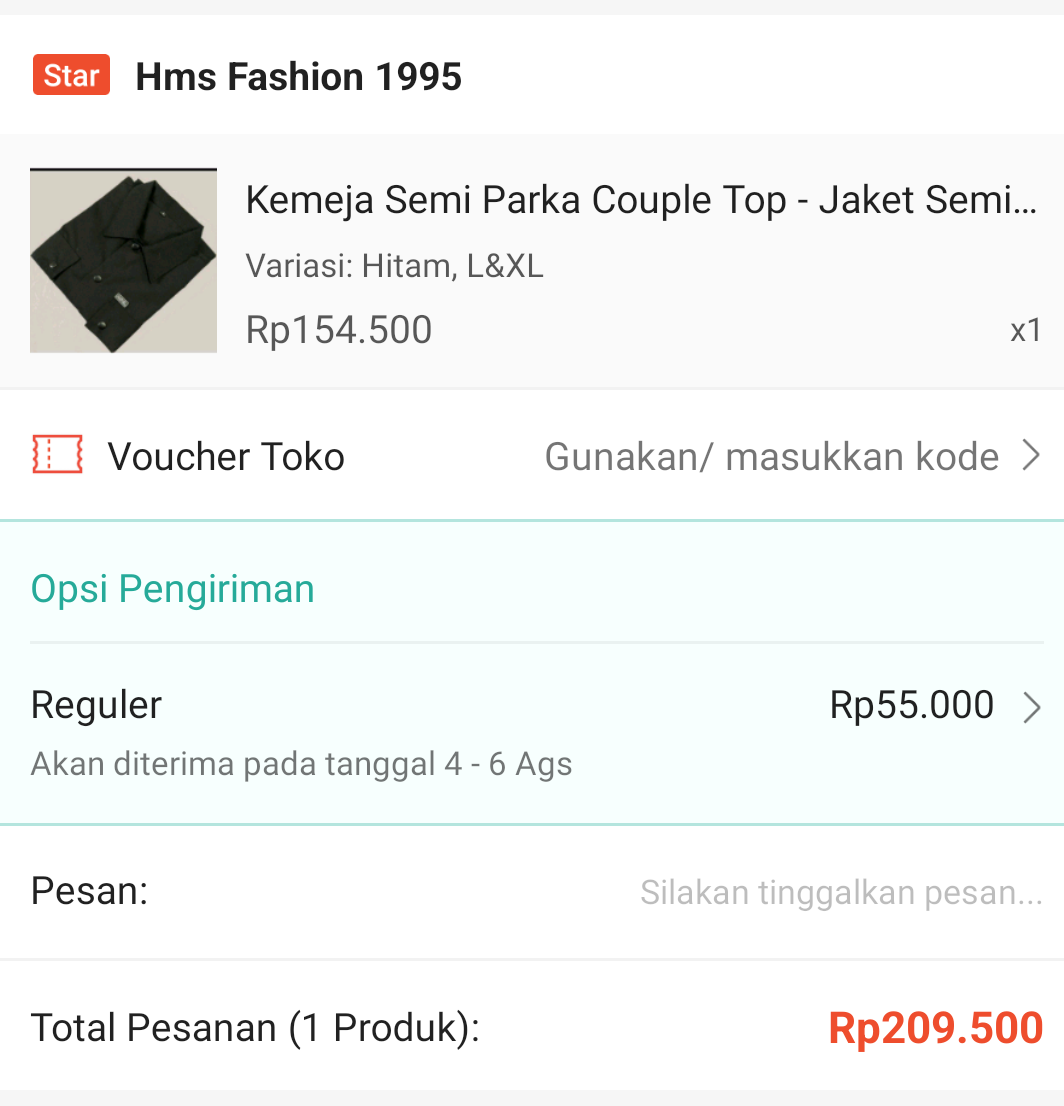 Star Hms Fashion 1995
Kemeja Semi Parka Couple Top - Jaket Semi...
Variasi: Hitam, L&XL
Rp154.500 x1
Voucher Toko Gunakan/ masukkan kode
Opsi Pengiriman
Reguler Rp55.000
Akan diterima pada tanggal 4 - 6 Ags
Pesan: Silakan tinggalkan pesan...
Total Pesanan (1 Produk): Rp209.500